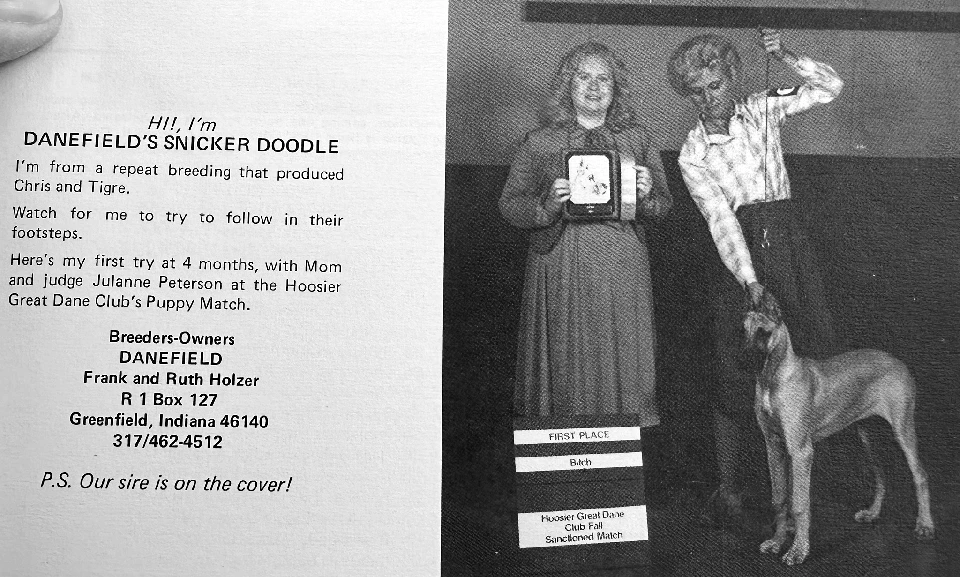 HI!, I'm
DANEFIELD'S SNICKER DOODLE
I'm from a repeat breeding that produced
Chris and Tigre.
Watch for me to try to follow in their
footsteps.
Here's my first try at 4 months, with Mom
and judge Julanne Peterson at the Hoosier
Great Dane Club's Puppy Match.
Breeders-Owners
DANEFIELD
Frank and Ruth Holzer
R 1 Box 127
Greenfield, Indiana 46140
317/462-4512
P.S. Our sire is on the cover!
FIRST PLACE
Bitch
Hoosier Great Dane
Club Fall
Sanctioned Match